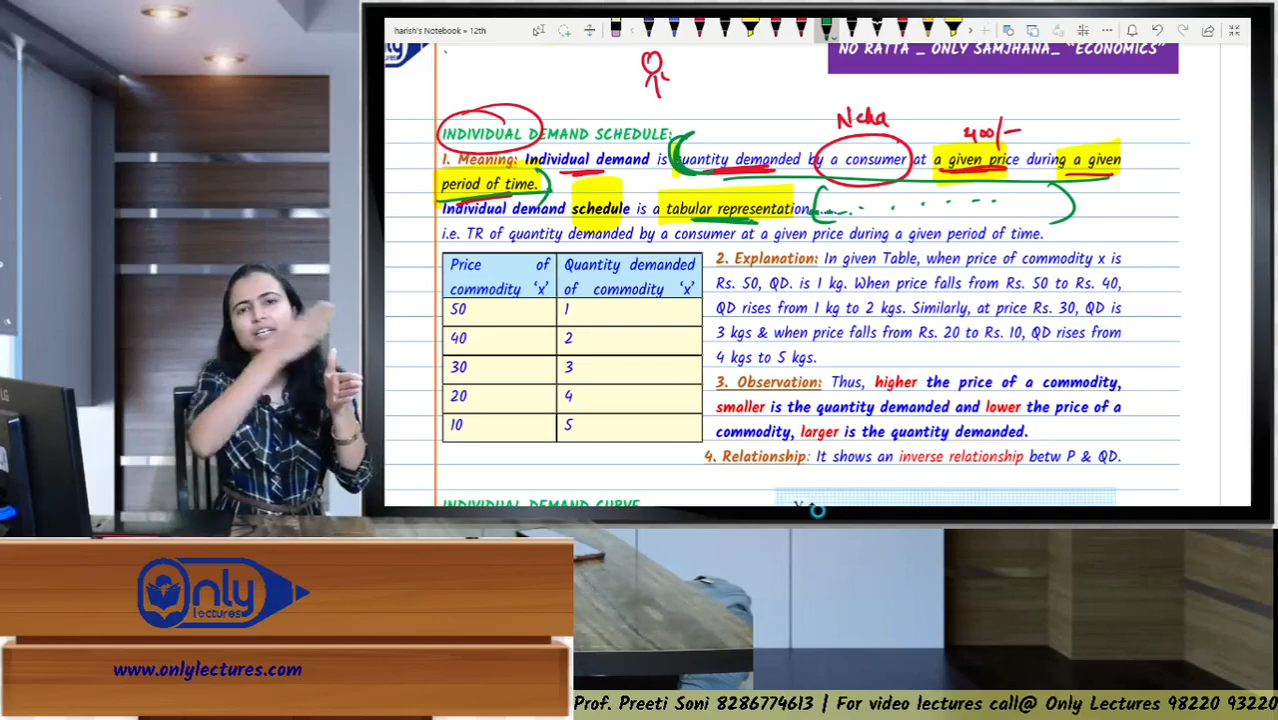 harish's Notebook » 12th
NO RATTA _ ONLY SAMJHANA_ "ECONOMICS"
Neha
400/-
INDIVIDUAL DEMAND SCHEDULE:
1. Meaning: Individual demand is quantity demanded by a consumer at a given price during a given
period of time.
Individual demand schedule is a tabular representation
i.e. TR of quantity demanded by a consumer at a given price during a given period of time.
Price of commodity 'x' Quantity demanded of commodity 'x'
50 1
40 2
30 3
20 4
10 5
2. Explanation: In given Table, when price of commodity x is
Rs. 50, QD. is 1 kg. When price falls from Rs. 50 to Rs. 40,
QD rises from 1 kg to 2 kgs. Similarly, at price Rs. 30, QD is
3 kgs & when price falls from Rs. 20 to Rs. 10, QD rises from
4 kgs to 5 kgs.
3. Observation: Thus, higher the price of a commodity,
smaller is the quantity demanded and lower the price of a
commodity, larger is the quantity demanded.
4. Relationship: It shows an inverse relationship betw P & QD.
INDIVIDUAL DEMAND CURVE
Y
Only
lectures
www.onlylectures.com
Prof. Preeti Soni 8286774613 | For video lectures call@ Only Lectures 98220 93220